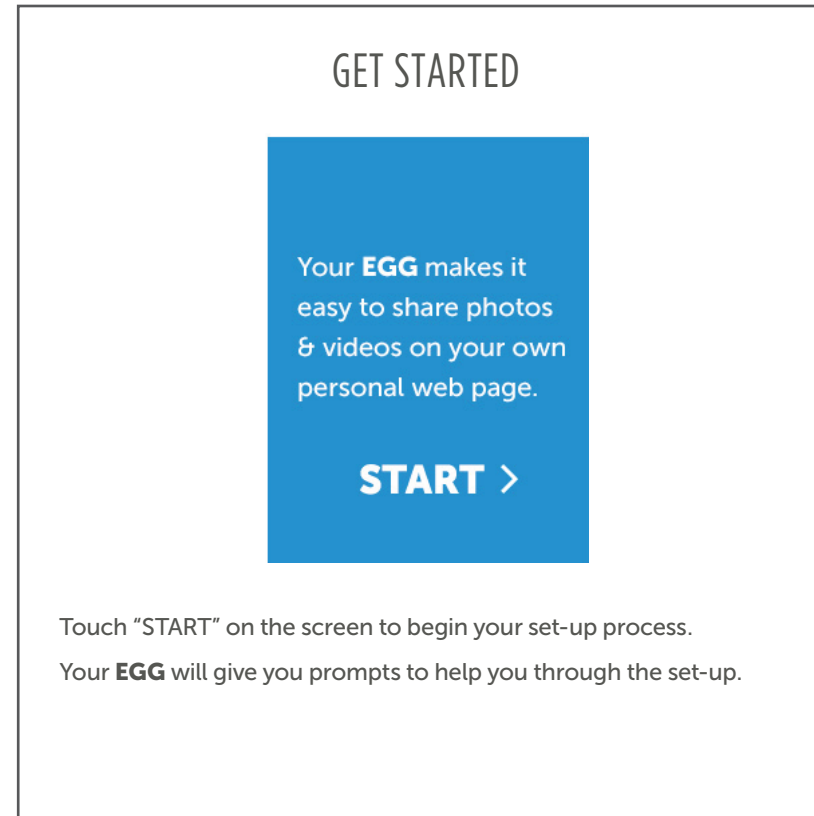 GET STARTED
Your EGG makes it
easy to share photos
& videos on your own
personal web page.
START >
Touch “START” on the screen to begin your set-up process.
Your EGG will give you prompts to help you through the set-up.